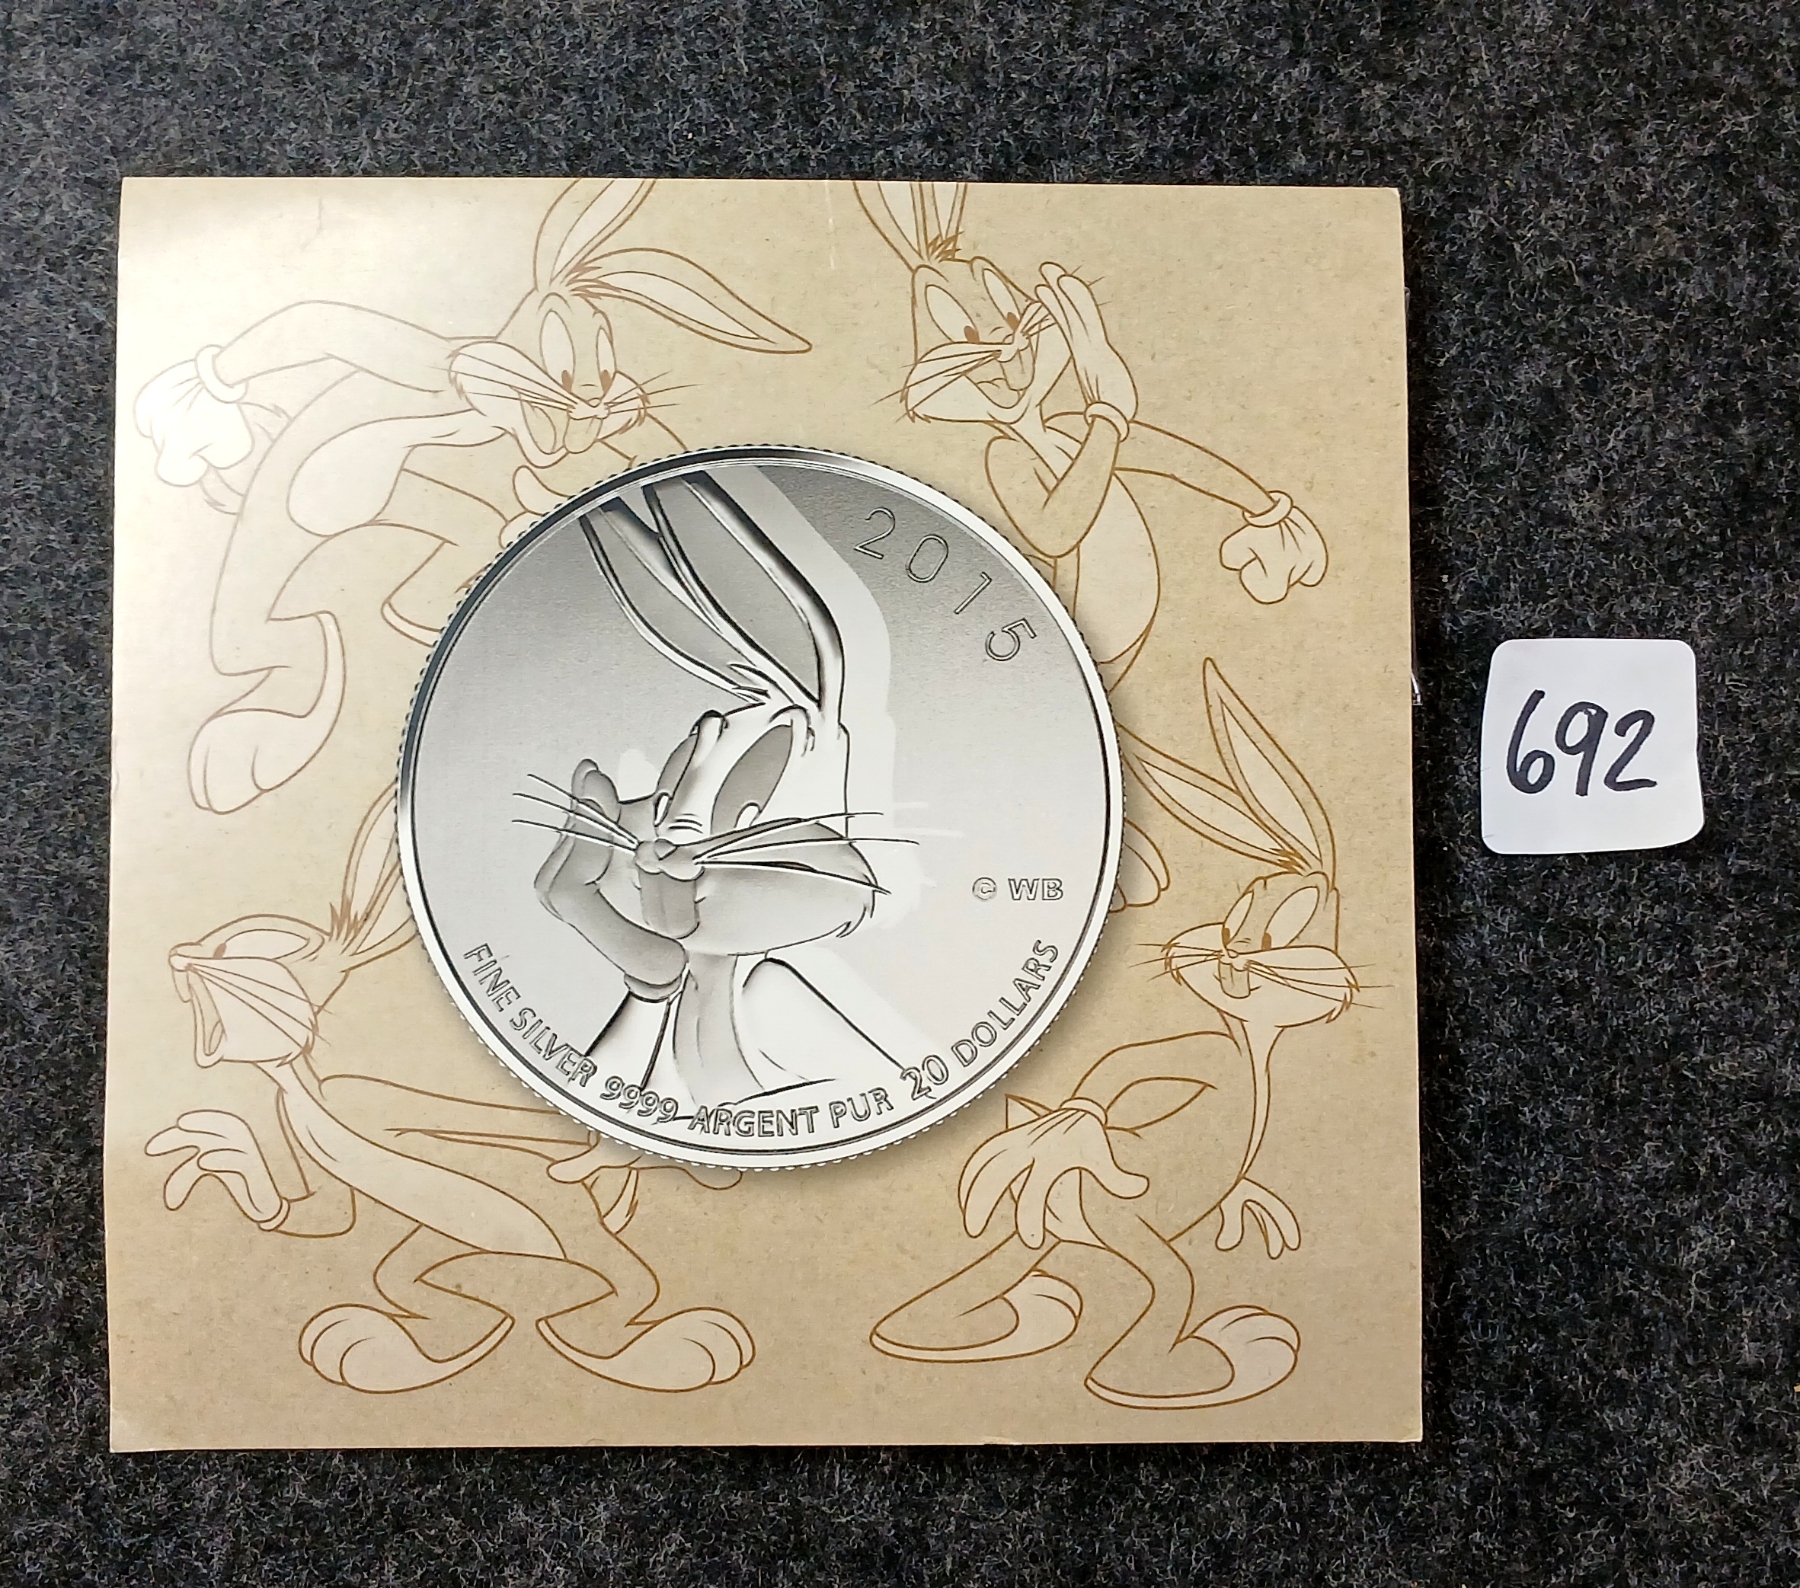 2015
© WB
FINE SILVER 9999 ARGENT PUR 20 DOLLARS
692